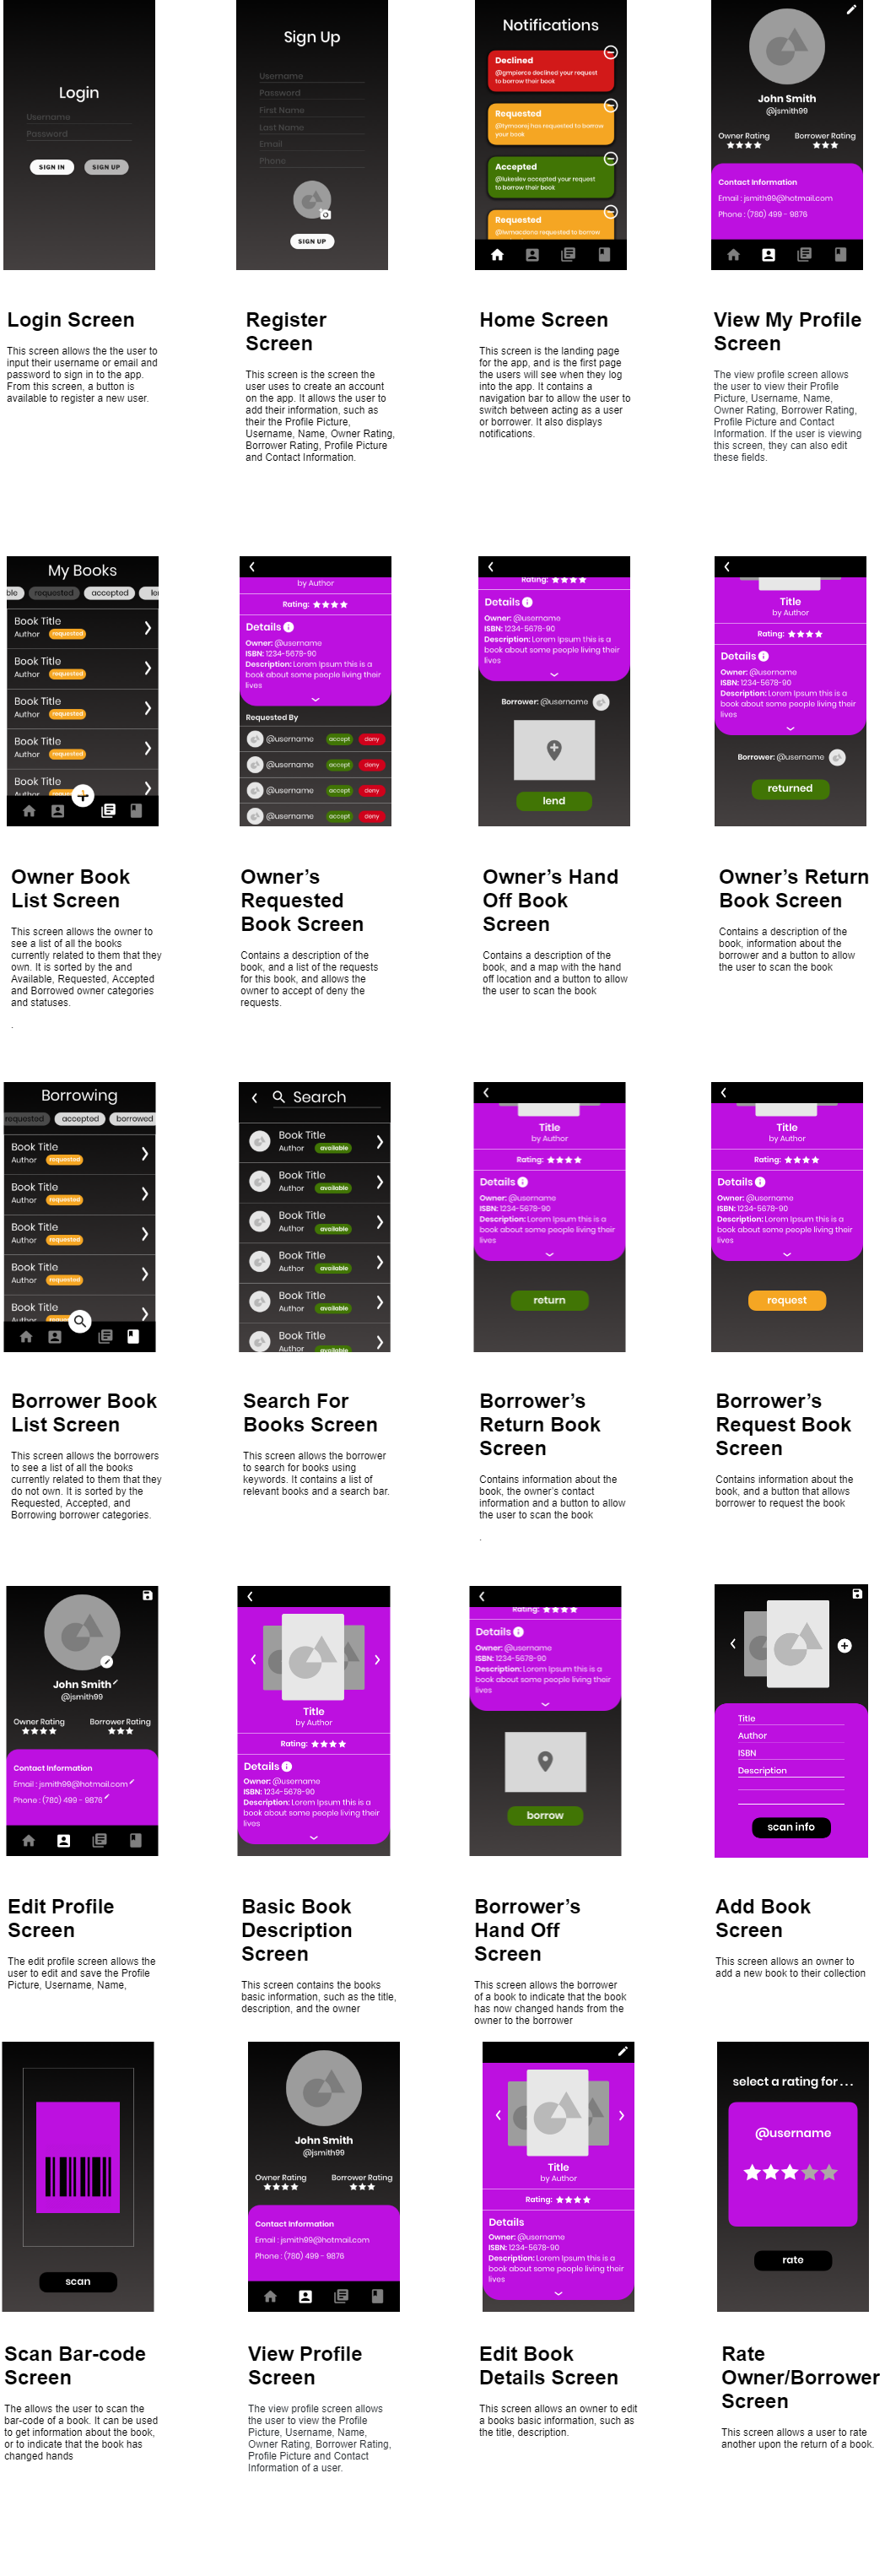 Login
Username
Password
SIGN IN
SIGN UP
Login Screen
This screen allows the the user to
input their username or email and
password to sign in to the app.
From this screen, a button is
available to register a new user.
Sign Up
Username
Password
First Name
Last Name
Email
Phone
SIGN UP
Register
Screen
This screen is the screen the
user uses to create an account
on the app. It allows the user to
add their information, such as
their the Profile Picture,
Username, Name, Owner Rating,
Borrower Rating, Profile Picture
and Contact Information.
Notifications
Declined
@gmpierce declined your request
to borrow their book
Requested
has requested to borrow
your book
Accepted
@lukeslev accepted your request
to borrow their book
Requested
requested to borrow
Home Screen
This screen is the landing page
for the app, and is the first page
the users will see when they log
into the app. It contains a
navigation bar to allow the user to
switch between acting as a user
or borrower. It also displays
notifications.
John Smith
@jsmith99
Owner Rating
Borrower Rating
Contact Information
Email : jsmith99@hotmail.com
Phone : (780) 499 - 9876
View My Profile
Screen
The view profile screen allows
the user to view their Profile
Picture, Username, Name,
Owner Rating, Borrower Rating,
Profile Picture and Contact
Information. If the user is viewing
this screen, they can also edit
these fields.
My Books
ble
requested
accepted
Book Title
Author requested
Book Title
Author requested
Book Title
Author requested
Book Title
Author requested
Book Title
Author requested
Owner Book
List Screen
This screen allows the owner to
see a list of all the books
currently related to them that they
own. It is sorted by the and
Available, Requested, Accepted
and Borrowed owner categories
and statuses.
.
by Author
Rating:
Details
Owner: @username
ISBN: 1234-5678-90
Description: Lorem Ipsum this is a
book about some people living their
lives
Requested By
@username accept deny
@username accept deny
@username accept deny
@username accept deny
Owner’s
Requested
Book Screen
Contains a description of the
book, and a list of the requests
for this book, and allows the
owner to accept of deny the
requests.
Rating:
Details
Owner: @username
ISBN: 1234-5678-90
Description: Lorem Ipsum this is a
book about some people living their
lives
Borrower: @username
lend
Owner’s Hand
Off Book
Screen
Contains a description of the
book, and a map with the hand
off location and a button to allow
the user to scan the book
Title
by Author
Rating:
Details
Owner: @username
ISBN: 1234-5678-90
Description: Lorem Ipsum this is a
book about some people living their
lives
Borrower: @username
returned
Owner’s Return
Book Screen
Contains a description of the
book, information about the
borrower and a button to allow
the user to scan the book
Borrowing
requested
accepted
borrowed
Book Title
Author requested
Book Title
Author requested
Book Title
Author requested
Book Title
Author requested
Book Title
Author requested
Borrower Book
List Screen
This screen allows the borrowers
to see a list of all the books
currently related to them that they
do not own. It is sorted by the
Requested, Accepted, and
Borrowing borrower categories.
Search
Book Title
Author available
Book Title
Author available
Book Title
Author available
Book Title
Author available
Book Title
Author available
Book Title
Author available
Search For
Books Screen
This screen allows the borrower
to search for books using
keywords. It contains a list of
relevant books and a search bar.
Title
by Author
Rating:
Details
Owner: @username
ISBN: 1234-5678-90
Description: Lorem Ipsum this is a
book about some people living their
lives
return
Borrower’s
Return Book
Screen
Contains information about the
book, the owner’s contact
information and a button to allow
the user to scan the book
.
Title
by Author
Rating:
Details
Owner: @username
ISBN: 1234-5678-90
Description: Lorem Ipsum this is a
book about some people living their
lives
request
Borrower’s
Request Book
Screen
Contains information about the
book, and a button that allows
borrower to request the book
John Smith
@jsmith99
Owner Rating
Borrower Rating
Contact Information
Email : jsmith99@hotmail.com
Phone : (780) 499 - 9876
Edit Profile
Screen
The edit profile screen allows the
user to edit and save the Profile
Picture, Username, Name,
Title
by Author
Rating:
Details
Owner: @username
ISBN: 1234-5678-90
Description: Lorem Ipsum this is a
book about some people living their
lives
Basic Book
Description
Screen
This screen contains the books
basic information, such as the title,
description, and the owner
Rating:
Details
Owner: @username
ISBN: 1234-5678-90
Description: Lorem Ipsum this is a
book about some people living their
lives
borrow
Borrower’s
Hand Off
Screen
This screen allows the borrower
of a book to indicate that the book
has now changed hands from the
owner to the borrower
Title
Author
ISBN
Description
scan info
Add Book
Screen
This screen allows an owner to
add a new book to their collection
scan
Scan Bar-code
Screen
The allows the user to scan the
bar-code of a book. It can be used
to get information about the book,
or to indicate that the book has
changed hands
John Smith
@jsmith99
Owner Rating
Borrower Rating
Contact Information
Email : jsmith99@hotmail.com
Phone : (780) 499 - 9876
View Profile
Screen
The view profile screen allows
the user to view the Profile
Picture, Username, Name,
Owner Rating, Borrower Rating,
Profile Picture and Contact
Information of a user.
Title
by Author
Rating:
Details
Owner: @username
ISBN: 1234-5678-90
Description: Lorem Ipsum this is a
book about some people living their
lives
Edit Book
Details Screen
This screen allows an owner to edit
a books basic information, such as
the title, description.
select a rating for . . .
@username
rate
Rate
Owner/Borrower
Screen
This screen allows a user to rate
another upon the return of a book.